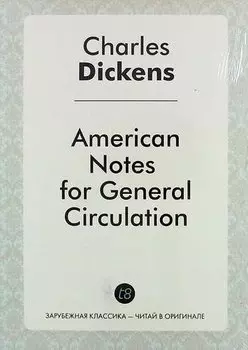 Charles
Dickens
American
Notes
for General
Circulation
t8
ЗАРУБЕЖНАЯ КЛАССИКА — ЧИТАЙ В ОРИГИНАЛЕ